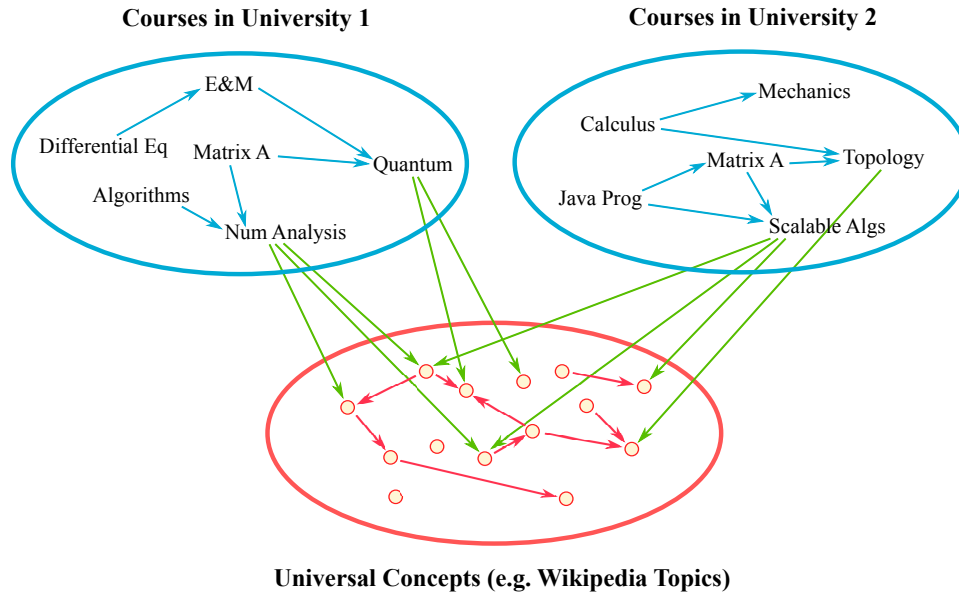 Courses in University 1
Courses in University 2
E&M
Differential Eq
Matrix A
Quantum
Algorithms
Num Analysis
Mechanics
Calculus
Matrix A
Topology
Java Prog
Scalable Algs
Universal Concepts (e.g. Wikipedia Topics)